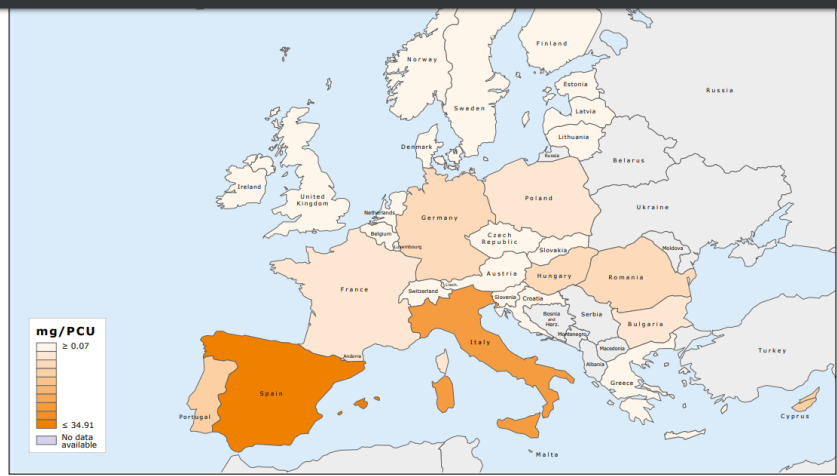 Finland
Norway
Russia
Estonia
Sweden
Latvia
Lithuania
Denmark
Russia
Belarus
Ireland
United
Kingdom
Poland
Netherlands
Ukraine
Germany
Belgium
Czech
Republic
Luxembourg
Slovakia
Moldova
Austria
Hungary
Romania
Liech.
France
Switzerland
Slovenia
Croatia
Bosnia
and
Herz.
Serbia
Bulgaria
Montenegro
Italy
Macedonia
Turkey
Andorra
Albania
Greece
Spain
Portugal
Cyprus
Malta
mg/PCU
≥ 0.07
≤ 34.91
No data
available